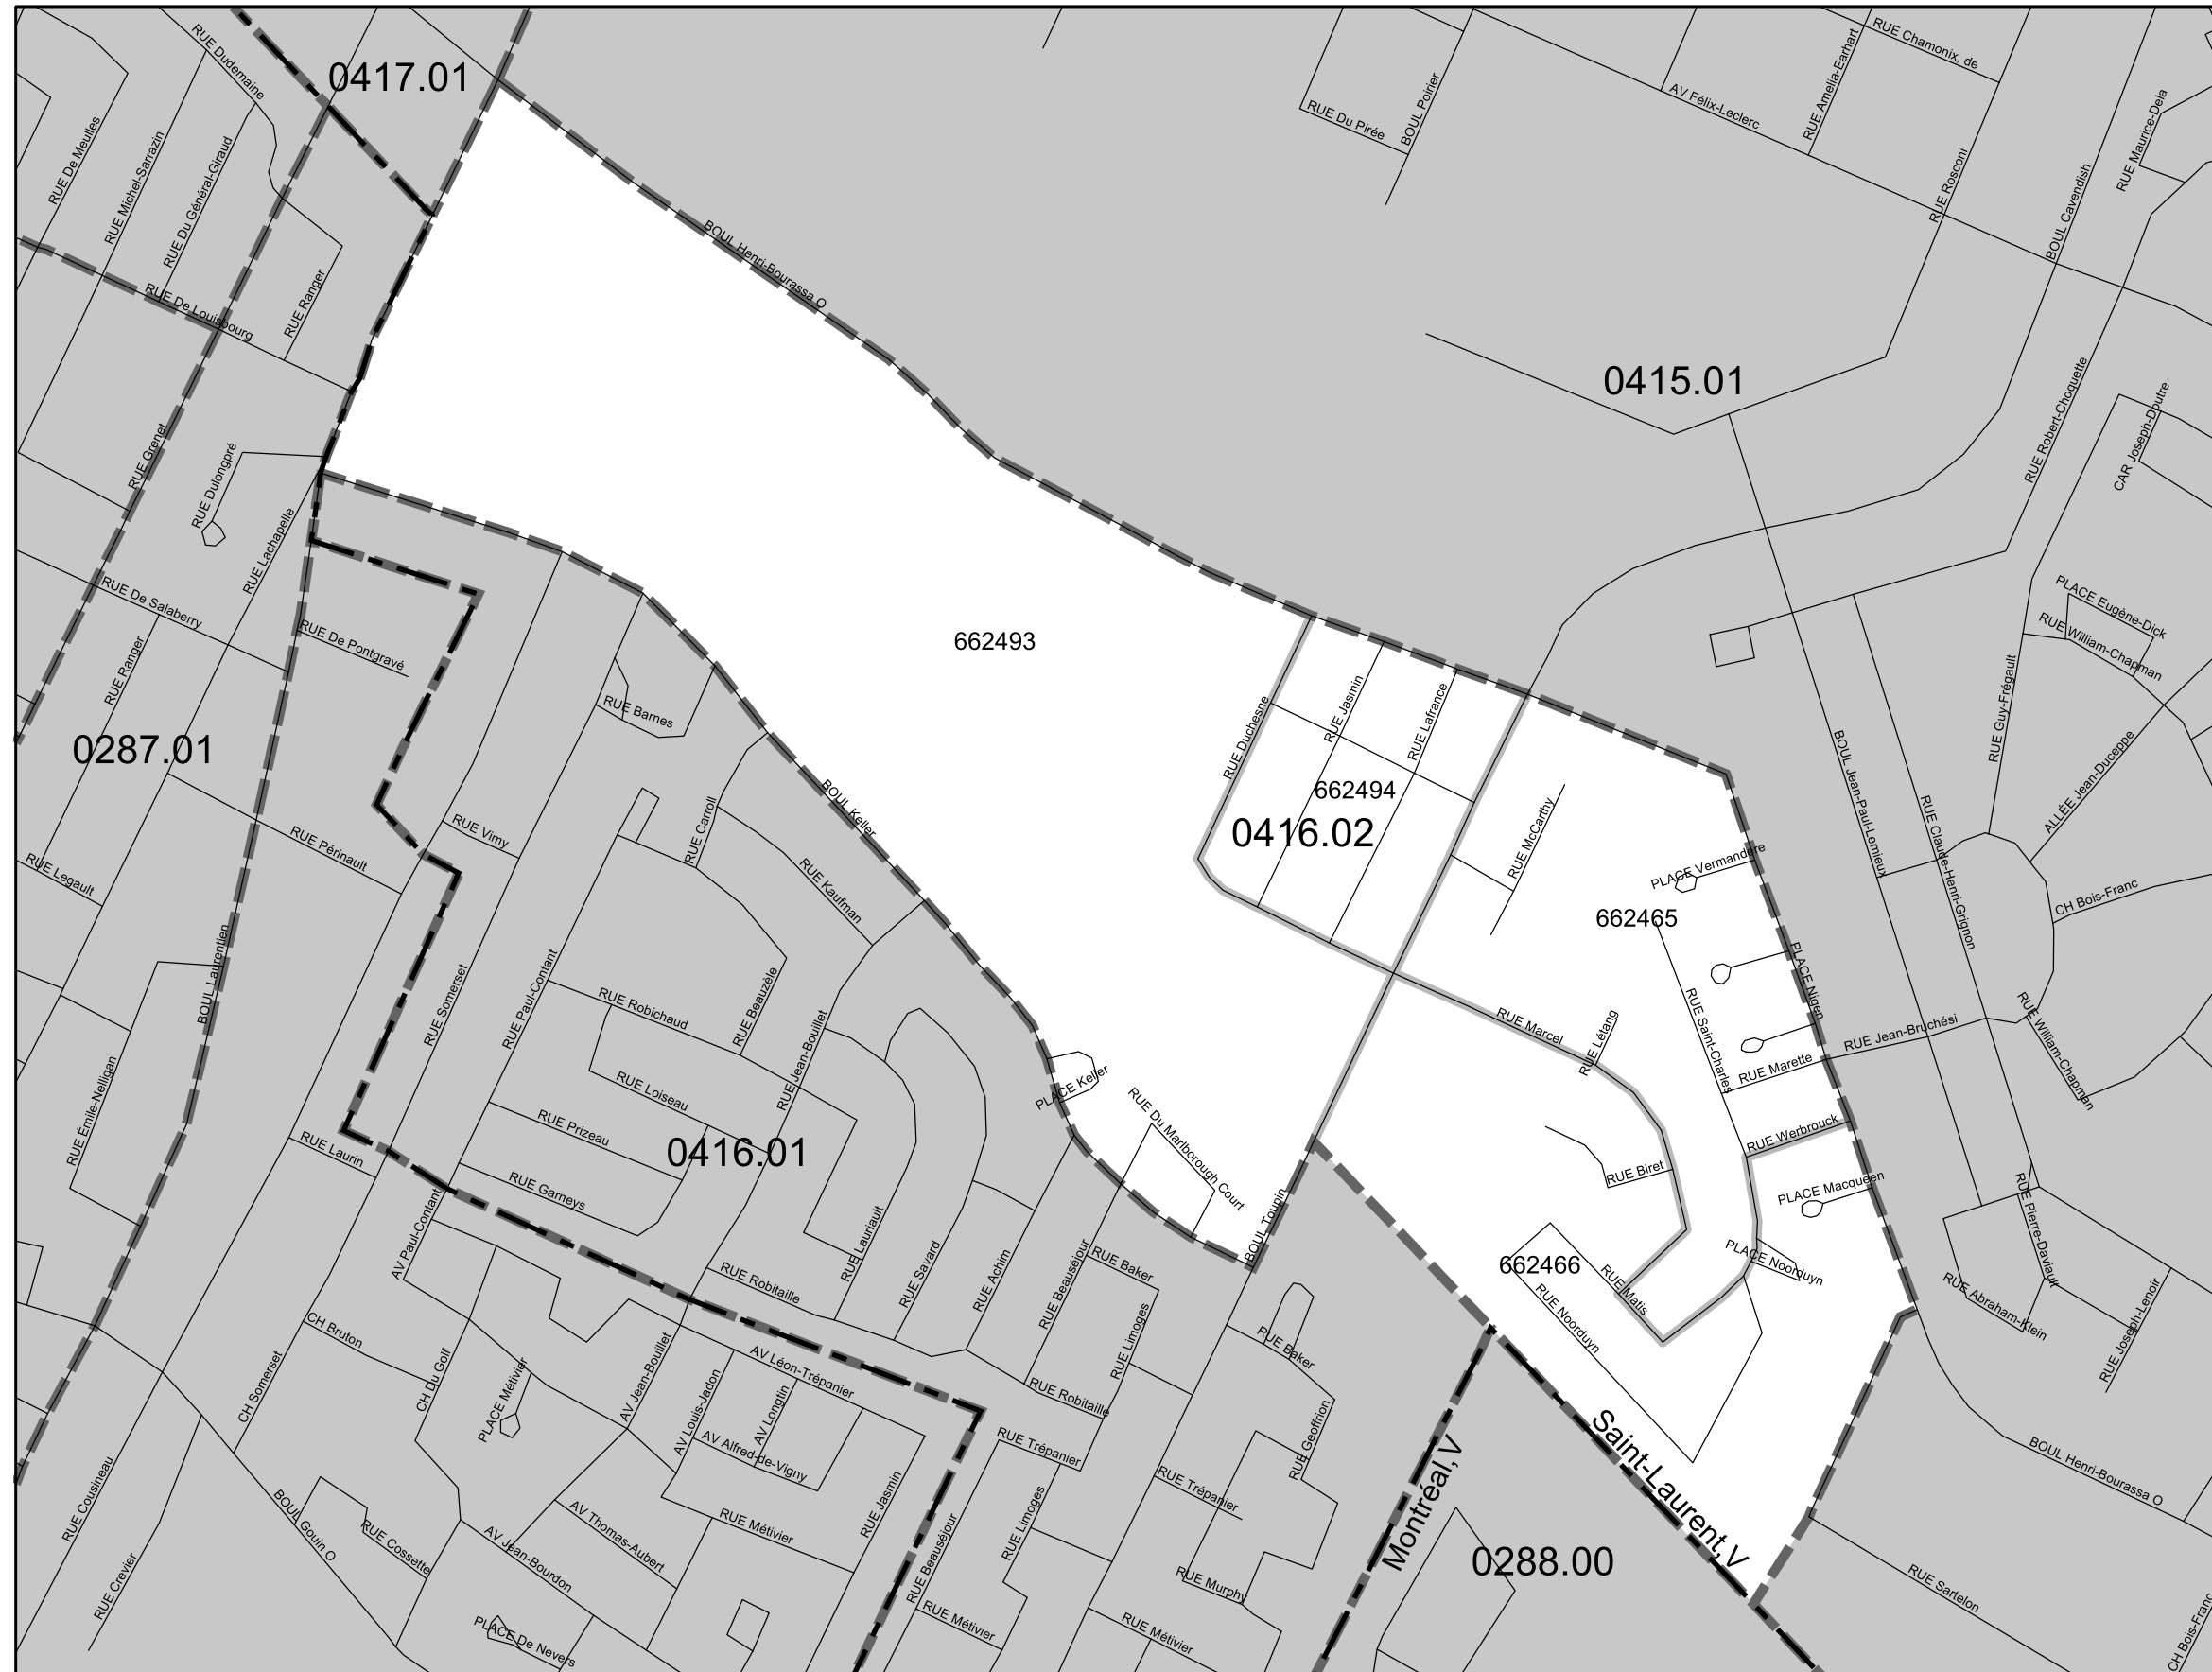 0417.01
RUE Dudemaine
RUE De Meulles
RUE Michel-Sarrazin
RUE Du Général-Giraud
RUE De Louisbourg
RUE Ranger
RUE Grenet
RUE Dulongpré
RUE Lachapelle
RUE De Salaberry
RUE Ranger
RUE De Pontgravé
0287.01
RUE Legault
RUE Périnault
BOUL Laurentien
RUE Émile-Nelligan
RUE Laurin
BOUL Henri-Bourassa O
RUE Du Pirée
BOUL Poirier
AV Félix-Leclerc
RUE Amelia-Earhart
RUE Chamonix, de
RUE Rosconi
BOUL Cavendish
RUE Maurice-Dela
0415.01
RUE Robert-Choquette
CAR Joseph-Doutre
PLACE Eugène-Dick
RUE William-Chapman
RUE Guy-Frégault
ALLÉE Jean-Duceppe
BOUL Jean-Paul-Lemieux
RUE Claude-Henri-Grignon
CH Bois-Franc
RUE William-Chapman
RUE Jean-Bruchési
662493
RUE Duchesne
RUE Jasmin
RUE Lafrance
662494
0416.02
RUE McCarthy
PLACE Vermandère
662465
PLACE Nigen
RUE Saint-Charles
RUE Marcel
RUE Létang
RUE Marette
RUE Werbrouck
RUE Biret
PLACE Macqueen
PLACE Noorduyn
662466
RUE Matis
RUE Noorduyn
RUE Pierre-Daviault
RUE Abraham-Klein
RUE Joseph-Lenoir
BOUL Henri-Bourassa O
RUE Sartelon
CH Bois-Franc
RUE Barnes
BOUL Keller
RUE Vimy
RUE Carroll
RUE Kaufman
RUE Somerset
RUE Paul-Contant
RUE Robichaud
RUE Beauzèle
RUE Jean-Bouillet
RUE Loiseau
RUE Prizeau
0416.01
RUE Garneys
PLACE Keller
RUE Du Marlborough Court
BOUL Toupin
RUE Lauriault
RUE Savard
RUE Achim
RUE Beauséjour
RUE Baker
RUE Limoges
RUE Robitaille
RUE Robitaille
RUE Baker
RUE Geoffrion
AV Paul-Contant
CH Bruton
CH Somerset
CH Du Golf
PLACE Métivier
AV Jean-Bouillet
AV Léon-Trépanier
AV Louis-Jadon
AV Longtin
AV Alfred-de-Vigny
RUE Jasmin
RUE Trépanier
RUE Trépanier
RUE Limoges
RUE Beauséjour
RUE Métivier
RUE Métivier
RUE Métivier
RUE Murphy
AV Thomas-Aubert
AV Jean-Bourdon
RUE Cossette
BOUL Gouin O
RUE Cousineau
RUE Crevier
PLACE De Nevers
Montréal, V
Saint-Laurent, V
0288.00